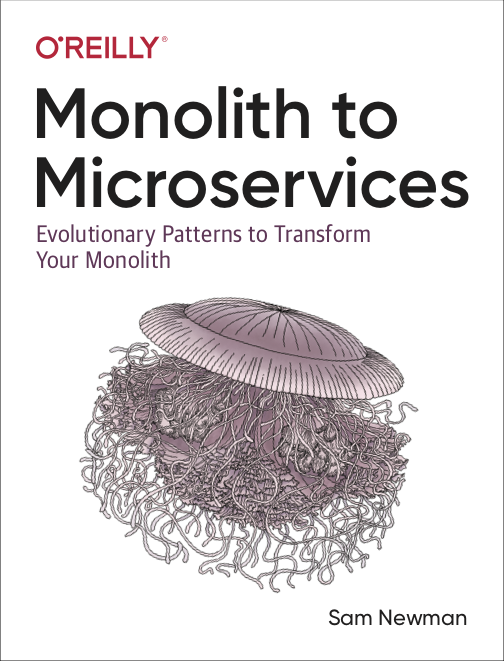 O'REILLY®
Monolith to
Microservices
Evolutionary Patterns to Transform
Your Monolith
Sam Newman